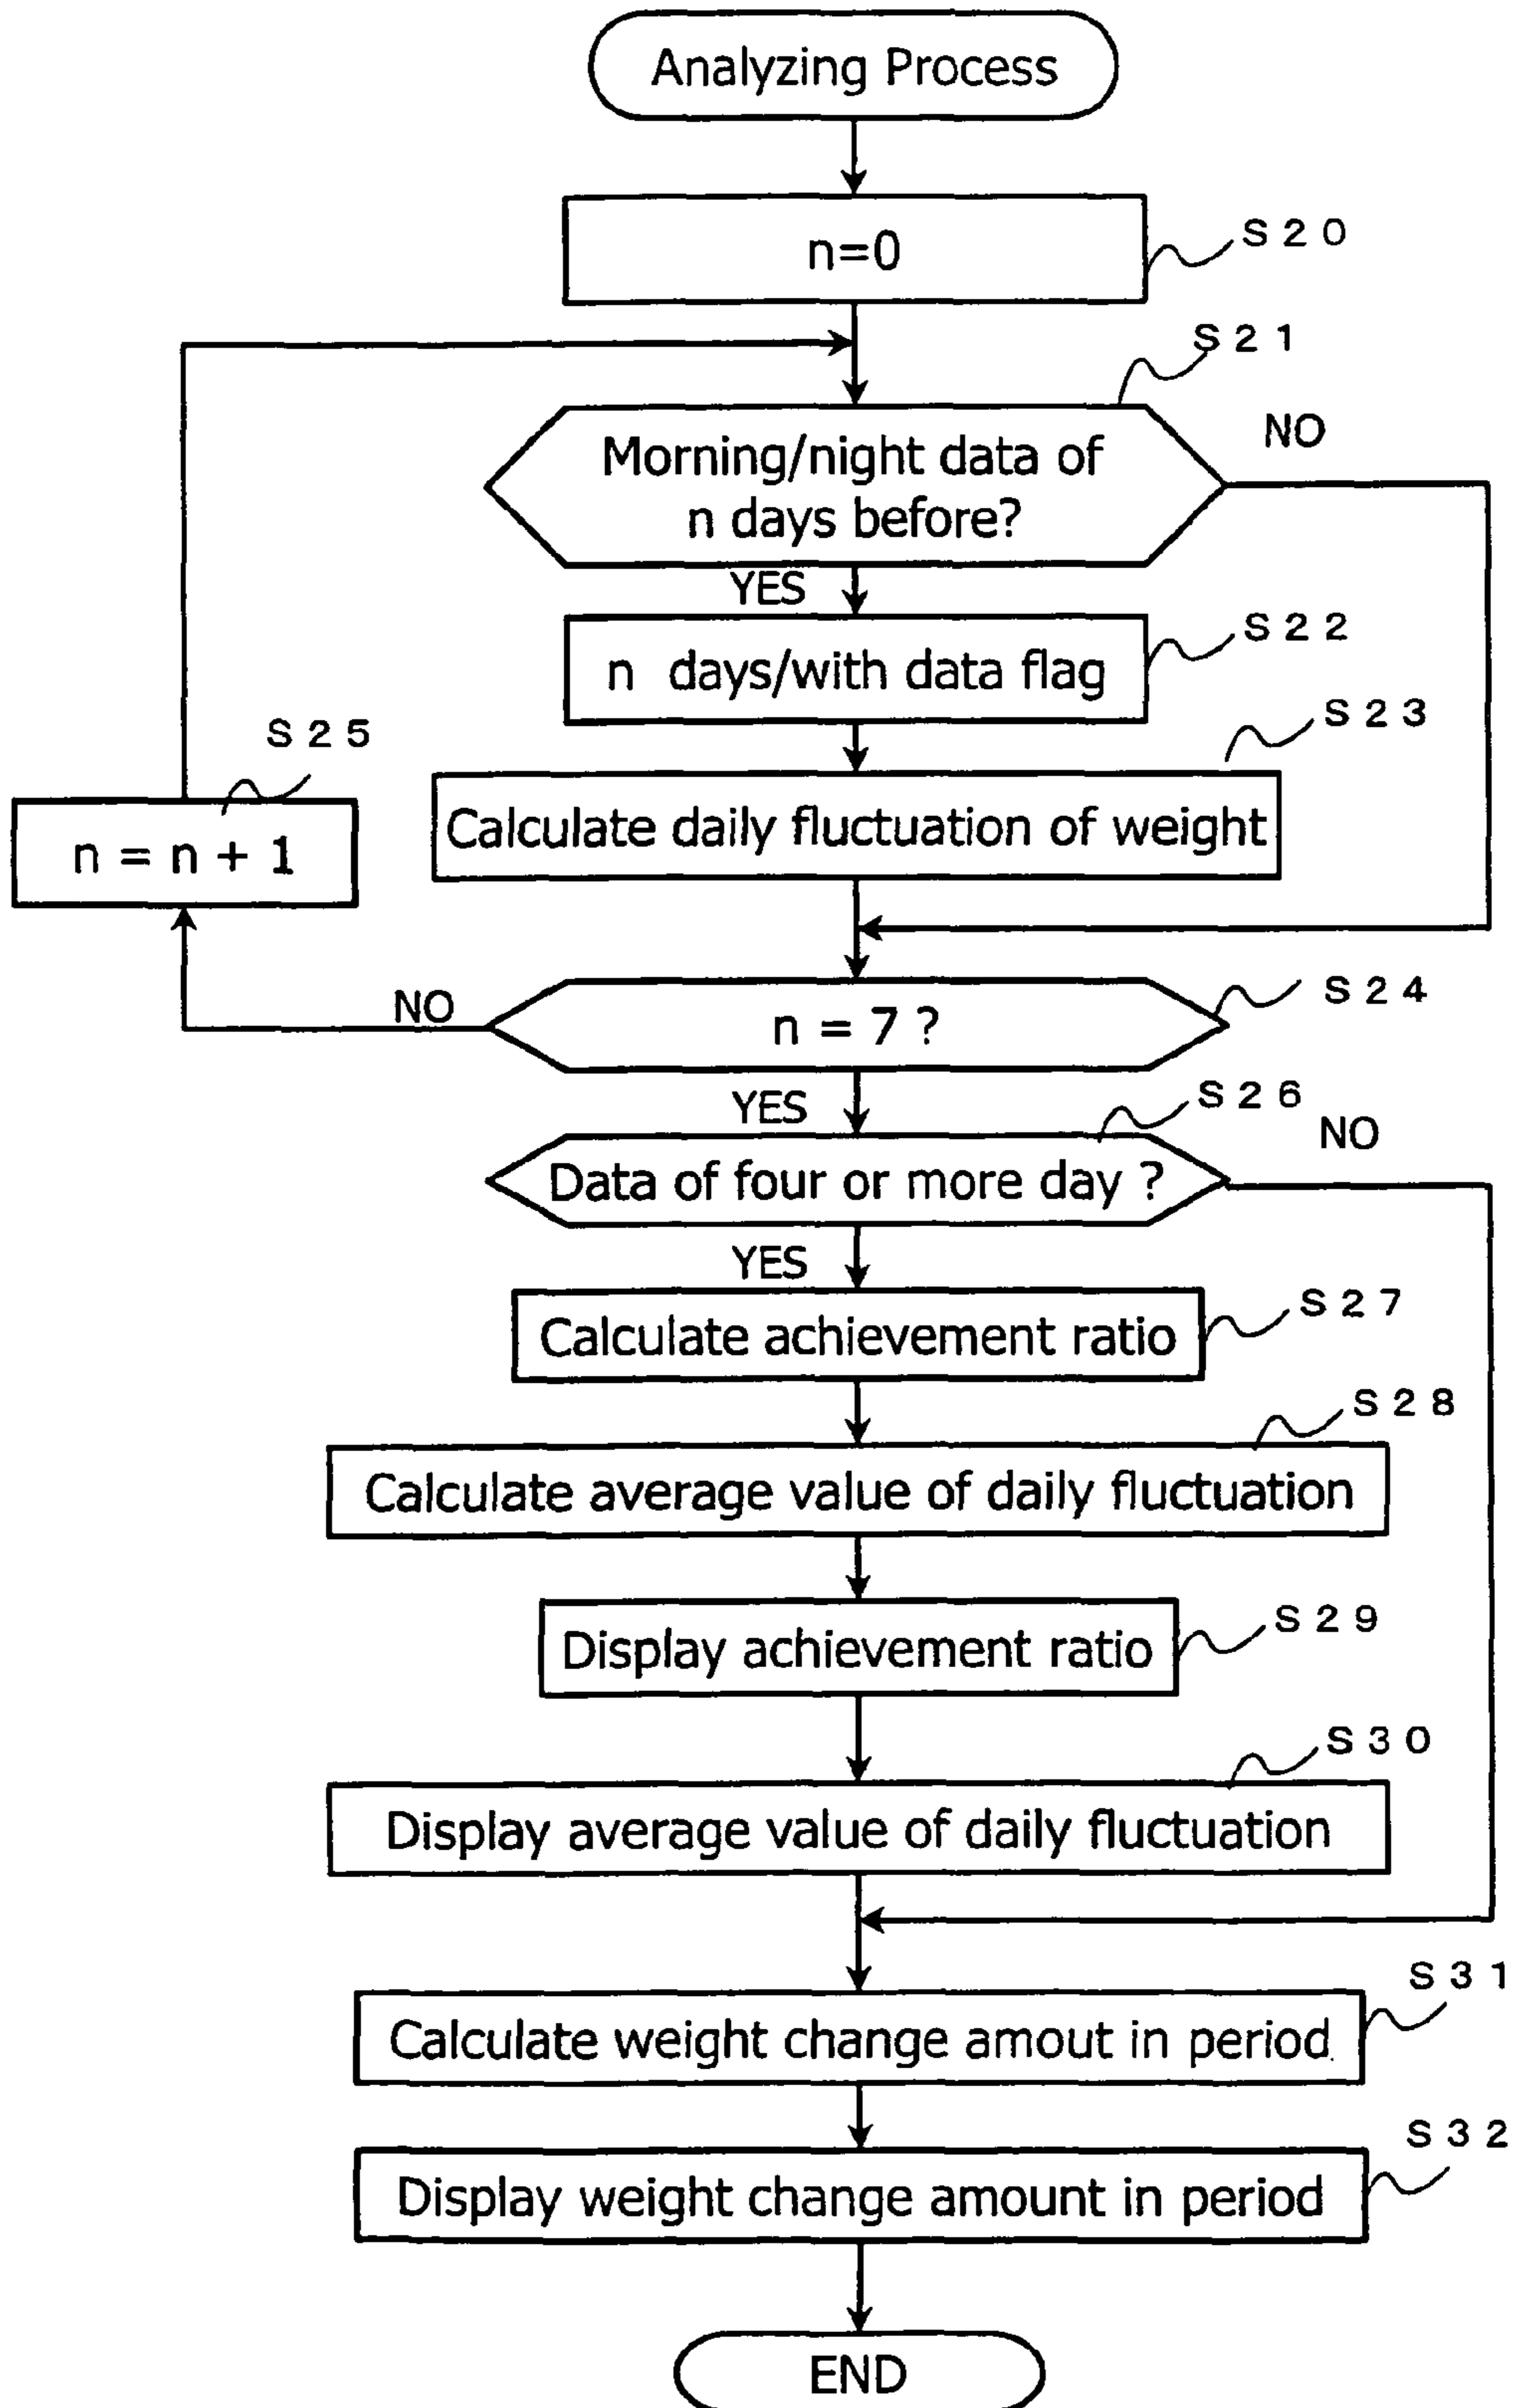 Analyzing Process
n=0
S20
S21
Morning/night data of
n days before?
NO
YES
n days/with data flag
S22
S23
Calculate daily fluctuation of weight
S25
n = n + 1
NO
n = 7 ?
S24
YES
S26
Data of four or more day ?
NO
YES
Calculate achievement ratio
S27
S28
Calculate average value of daily fluctuation
Display achievement ratio
S29
S30
Display average value of daily fluctuation
S31
Calculate weight change amout in period
S32
Display weight change amount in period
END